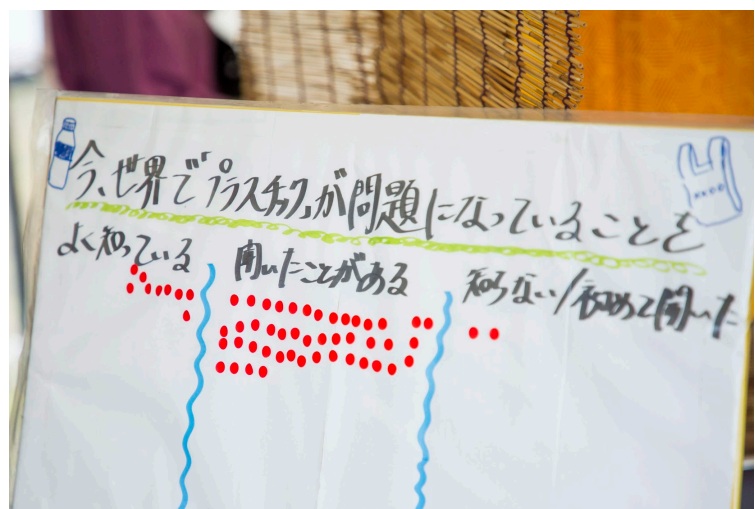 今、世界でプラスチックが問題になっていることを
よく知っている
聞いたことがある
知らない/初めて聞いた